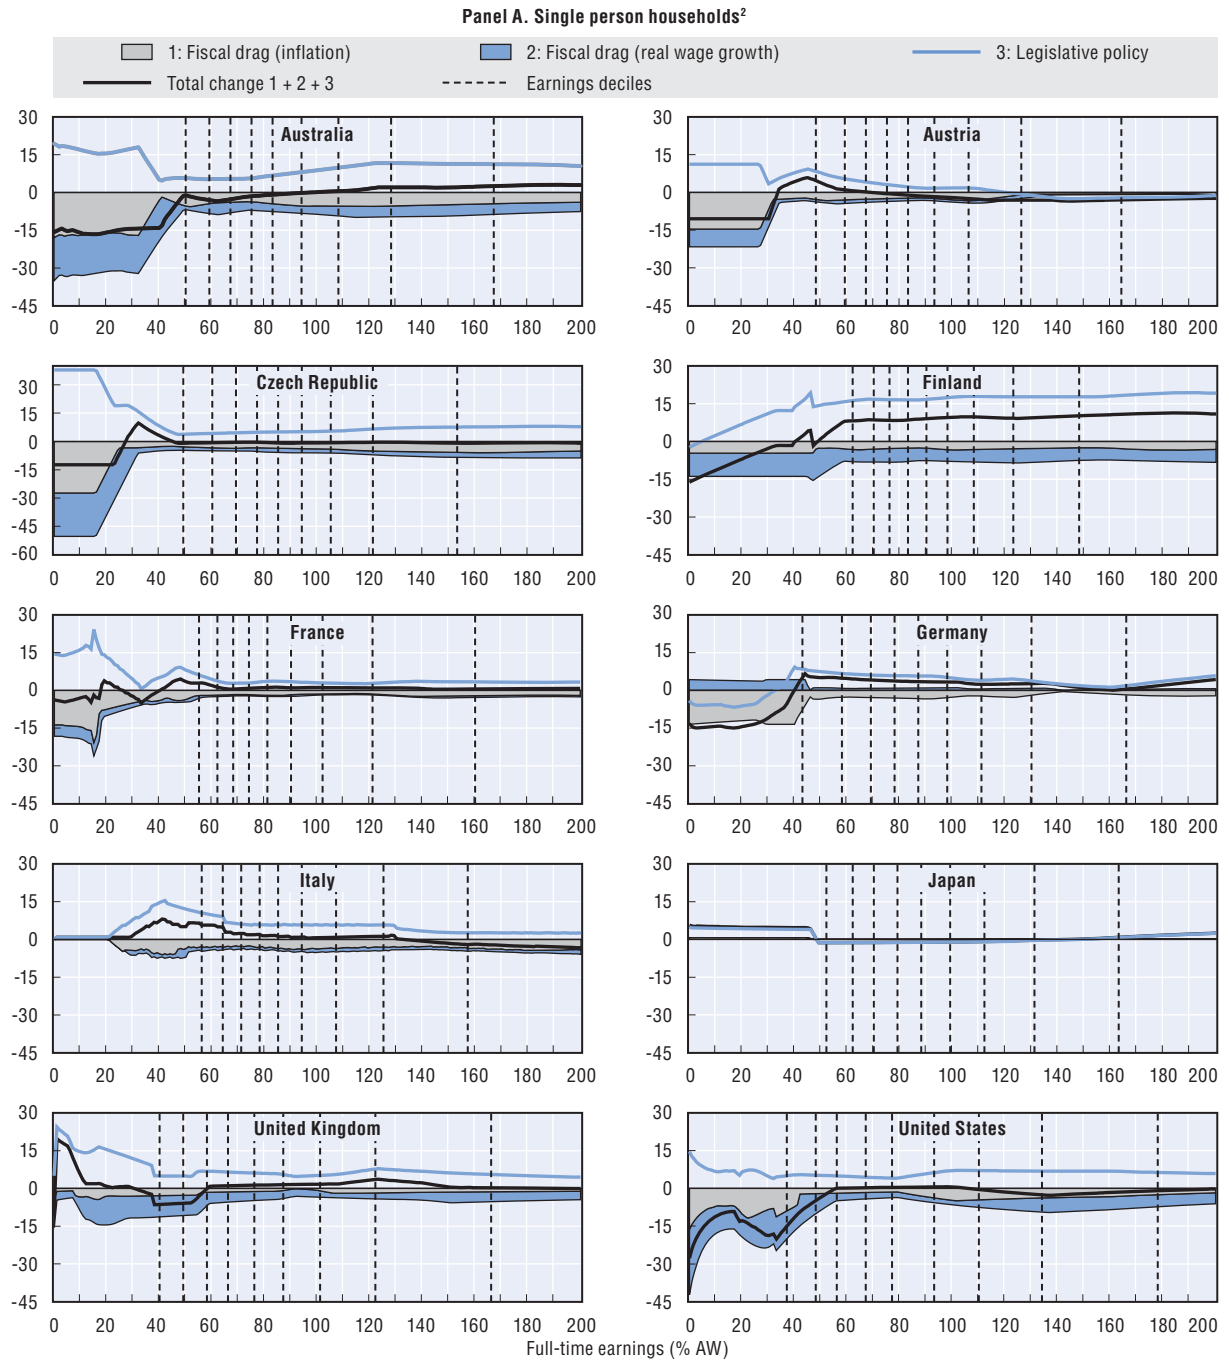 Panel A. Single person households²
1: Fiscal drag (inflation) 2: Fiscal drag (real wage growth) 3: Legislative policy
Total change 1 + 2 + 3 Earnings deciles
Australia
30
15
0
-15
-30
-45
0 20 40 60 80 100 120 140 160 180 200
Austria
30
15
0
-15
-30
-45
0 20 40 60 80 100 120 140 160 180 200
Czech Republic
30
15
0
-15
-30
-45
-60
0 20 40 60 80 100 120 140 160 180 200
Finland
30
15
0
-15
-30
-45
0 20 40 60 80 100 120 140 160 180 200
France
30
15
0
-15
-30
-45
0 20 40 60 80 100 120 140 160 180 200
Germany
30
15
0
-15
-30
-45
0 20 40 60 80 100 120 140 160 180 200
Italy
30
15
0
-15
-30
-45
0 20 40 60 80 100 120 140 160 180 200
Japan
30
15
0
-15
-30
-45
0 20 40 60 80 100 120 140 160 180 200
United Kingdom
30
15
0
-15
-30
-45
0 20 40 60 80 100 120 140 160 180 200
United States
30
15
0
-15
-30
-45
0 20 40 60 80 100 120 140 160 180 200
Full-time earnings (% AW)